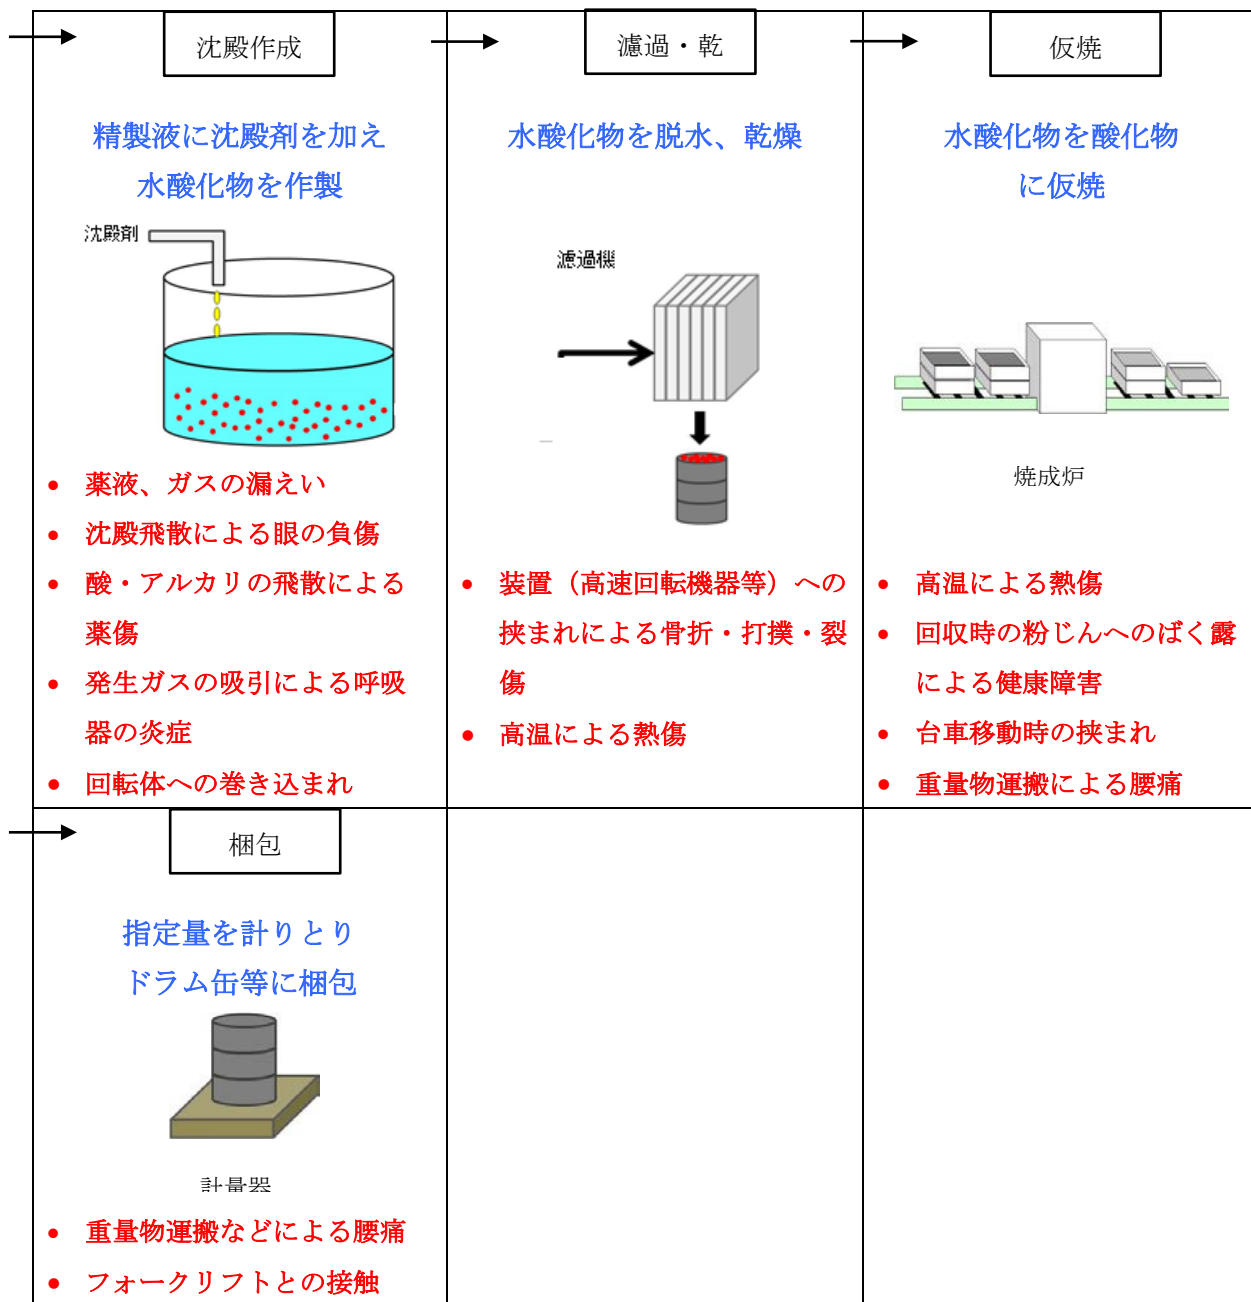 沈殿作成
精製液に沈殿剤を加え
水酸化物を作製
沈殿剤
• 薬液、ガスの漏えい
• 沈殿飛散による眼の負傷
• 酸・アルカリの飛散による
薬傷
• 発生ガスの吸引による呼吸
器の炎症
• 回転体への巻き込まれ
濾過・乾
水酸化物を脱水、乾燥
濾過機
• 装置（高速回転機器等）への
挟まれによる骨折・打撲・裂
傷
• 高温による熱傷
仮焼
水酸化物を酸化物
に仮焼
焼成炉
• 高温による熱傷
• 回収時の粉じんへのばく露
による健康障害
• 台車移動時の挟まれ
• 重量物運搬による腰痛
梱包
指定量を計りとり
ドラム缶等に梱包
計量器
• 重量物運搬などによる腰痛
• フォークリフトとの接触